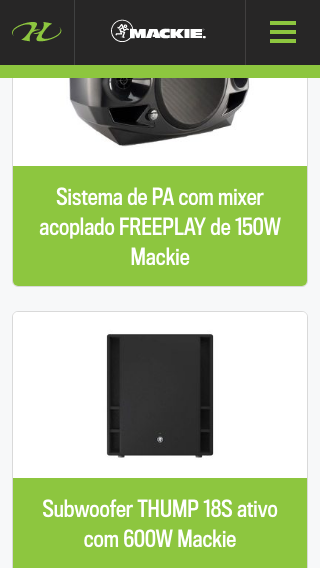 MACKIE.
Sistema de PA com mixer
acoplado FREEPLAY de 150W
Mackie
Subwoofer THUMP 18S ativo
com 600W Mackie